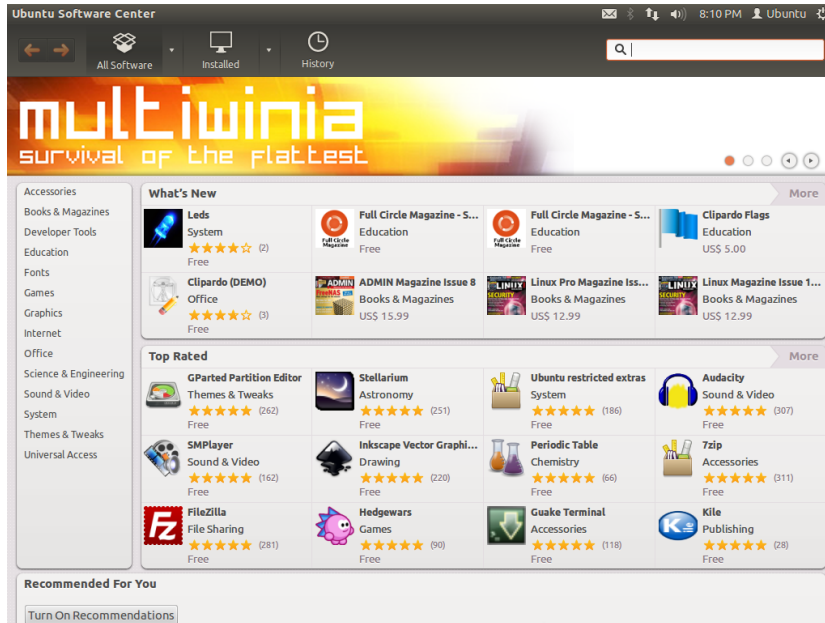 Ubuntu Software Center
8:10 PM Ubuntu
All Software Installed History
multiwinia
survival of the flattest
Accessories
Books & Magazines
Developer Tools
Education
Fonts
Games
Graphics
Internet
Office
Science & Engineering
Sound & Video
System
Themes & Tweaks
Universal Access
What's New More
Leds Full Circle Magazine - S... Full Circle Magazine - S... Clipardo Flags
System Education Education Education
(2) Free Free US$ 5.00
Free
Clipardo (DEMO) ADMIN Magazine Issue 8 Linux Pro Magazine Iss... Linux Magazine Issue 1...
Office Books & Magazines Books & Magazines Books & Magazines
(3) US$ 15.99 US$ 12.99 US$ 12.99
Free
Top Rated More
GParted Partition Editor Stellarium Ubuntu restricted extras Audacity
Themes & Tweaks Astronomy System Sound & Video
(262) (251) (186) (307)
Free Free Free Free
SMPlayer Inkscape Vector Graphi... Periodic Table 7zip
Sound & Video Drawing Chemistry Accessories
(162) (220) (66) (311)
Free Free Free Free
FileZilla Hedgewars Guake Terminal Kile
File Sharing Games Accessories Publishing
(281) (90) (118) (28)
Free Free Free Free
Recommended For You
Turn On Recommendations